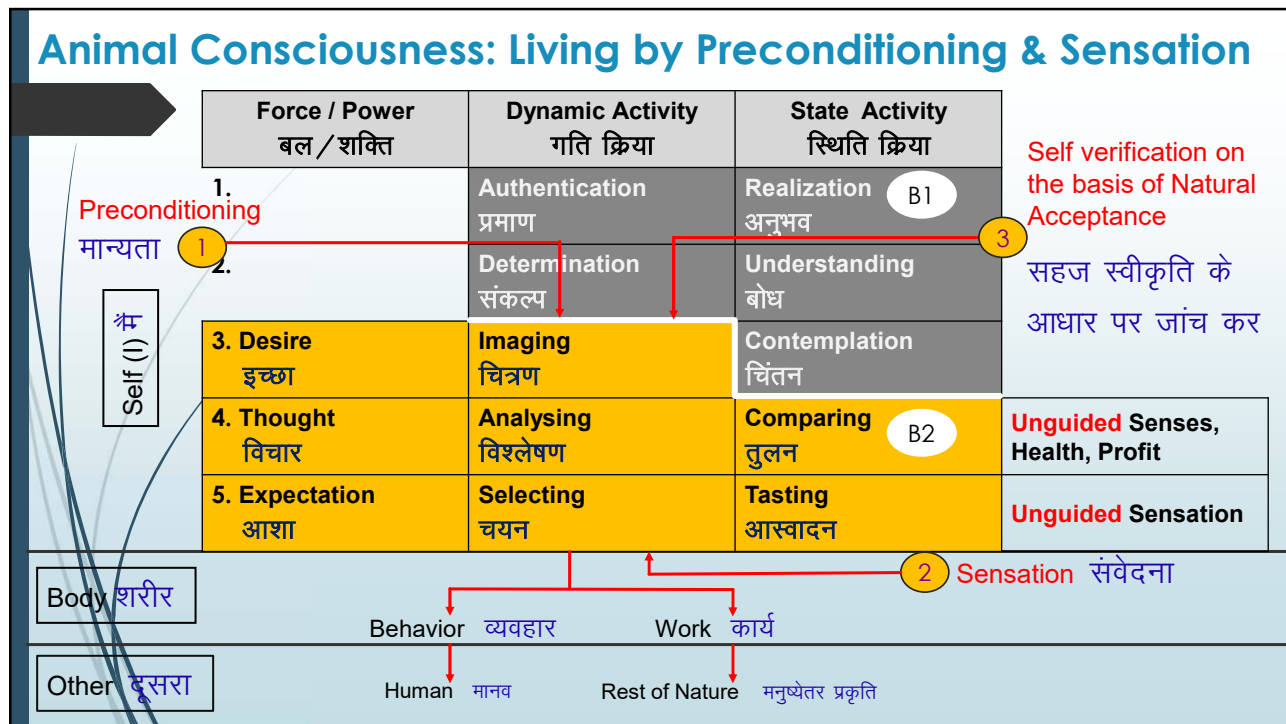 Animal Consciousness: Living by Preconditioning & Sensation
Force / Power
बल／शक्ति
Dynamic Activity
गति क्रिया
State Activity
स्थिति क्रिया
1.
Authentication
प्रमाण
Realization
अनुभव
B1
2.
Determination
संकल्प
Understanding
बोध
3. Desire
इच्छा
Imaging
चित्रण
Contemplation
चिंतन
4. Thought
विचार
Analysing
विश्लेषण
Comparing
तुलन
B2
Unguided Senses,
Health, Profit
5. Expectation
आशा
Selecting
चयन
Tasting
आस्वादन
Unguided Sensation
Preconditioning
मान्यता
1
Self (I) मैं
3
Self verification on
the basis of Natural
Acceptance
सहज स्वीकृति के
आधार पर जांच कर
2 Sensation संवेदना
Body शरीर
Behavior व्यवहार
Work कार्य
Other दूसरा
Human मानव
Rest of Nature मनुष्येतर प्रकृति